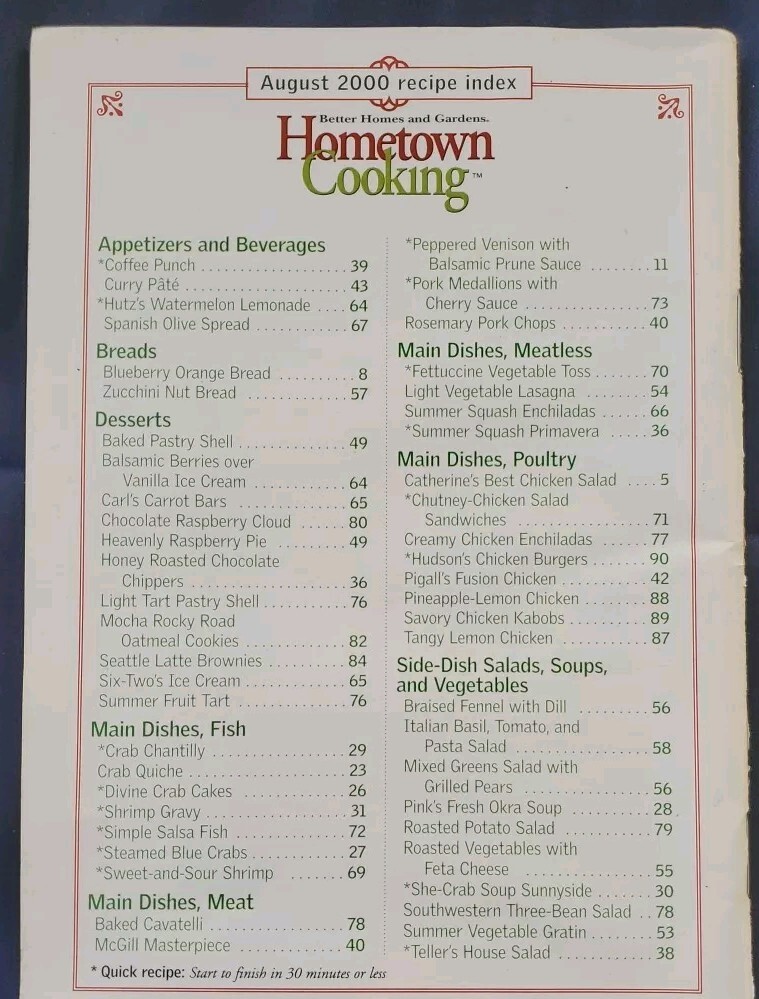 August 2000 recipe index
Better Homes and Gardens.
Hometown
Cooking™
Appetizers and Beverages
*Coffee Punch . . . . . . . . . . . . . . . . . . 39
Curry Pâté . . . . . . . . . . . . . . . . . . . . 43
*Hutz's Watermelon Lemonade . . . . 64
Spanish Olive Spread . . . . . . . . . . . 67
Breads
Blueberry Orange Bread . . . . . . . . . . 8
Zucchini Nut Bread . . . . . . . . . . . . 57
Desserts
Baked Pastry Shell . . . . . . . . . . . . . 49
Balsamic Berries over
Vanilla Ice Cream . . . . . . . . . . . . 64
Carl's Carrot Bars . . . . . . . . . . . . . 65
Chocolate Raspberry Cloud . . . . . . 80
Heavenly Raspberry Pie . . . . . . . . . 49
Honey Roasted Chocolate
Chippers . . . . . . . . . . . . . . . . . . . 36
Light Tart Pastry Shell . . . . . . . . . . 76
Mocha Rocky Road
Oatmeal Cookies . . . . . . . . . . . . . 82
Seattle Latte Brownies . . . . . . . . . . 84
Six-Two's Ice Cream . . . . . . . . . . . . 65
Summer Fruit Tart . . . . . . . . . . . . . 76
Main Dishes, Fish
*Crab Chantilly . . . . . . . . . . . . . . . . 29
Crab Quiche . . . . . . . . . . . . . . . . . . 23
*Divine Crab Cakes . . . . . . . . . . . . . 26
*Shrimp Gravy . . . . . . . . . . . . . . . . . 31
*Simple Salsa Fish . . . . . . . . . . . . . . 72
*Steamed Blue Crabs . . . . . . . . . . . . 27
*Sweet-and-Sour Shrimp . . . . . . . 69
Main Dishes, Meat
Baked Cavatelli . . . . . . . . . . . . . . . . 78
McGill Masterpiece . . . . . . . . . . . . . 40
* Quick recipe: Start to finish in 30 minutes or less
*Peppered Venison with
Balsamic Prune Sauce . . . . . . . . 11
*Pork Medallions with
Cherry Sauce . . . . . . . . . . . . . . . 73
Rosemary Pork Chops . . . . . . . . . . 40
Main Dishes, Meatless
*Fettuccine Vegetable Toss . . . . . . . 70
Light Vegetable Lasagna . . . . . . . . 54
Summer Squash Enchiladas . . . . . . 66
*Summer Squash Primavera . . . . . 36
Main Dishes, Poultry
Catherine's Best Chicken Salad . . . . 5
*Chutney-Chicken Salad
Sandwiches . . . . . . . . . . . . . . . . 71
Creamy Chicken Enchiladas . . . . . . 77
*Hudson's Chicken Burgers . . . . . . . 90
Pigall's Fusion Chicken . . . . . . . . . . 42
Pineapple-Lemon Chicken . . . . . . . . 88
Savory Chicken Kabobs . . . . . . . . . . 89
Tangy Lemon Chicken . . . . . . . . . . 87
Side-Dish Salads, Soups,
and Vegetables
Braised Fennel with Dill . . . . . . . . . 56
Italian Basil, Tomato, and
Pasta Salad . . . . . . . . . . . . . . . . 58
Mixed Greens Salad with
Grilled Pears . . . . . . . . . . . . . . . 56
Pink's Fresh Okra Soup . . . . . . . . . 28
Roasted Potato Salad . . . . . . . . . . 79
Roasted Vegetables with
Feta Cheese . . . . . . . . . . . . . . . 55
*She-Crab Soup Sunnyside . . . . . . . 30
Southwestern Three-Bean Salad . . 78
Summer Vegetable Gratin . . . . . . . . 53
*Teller's House Salad . . . . . . . . . . . 38